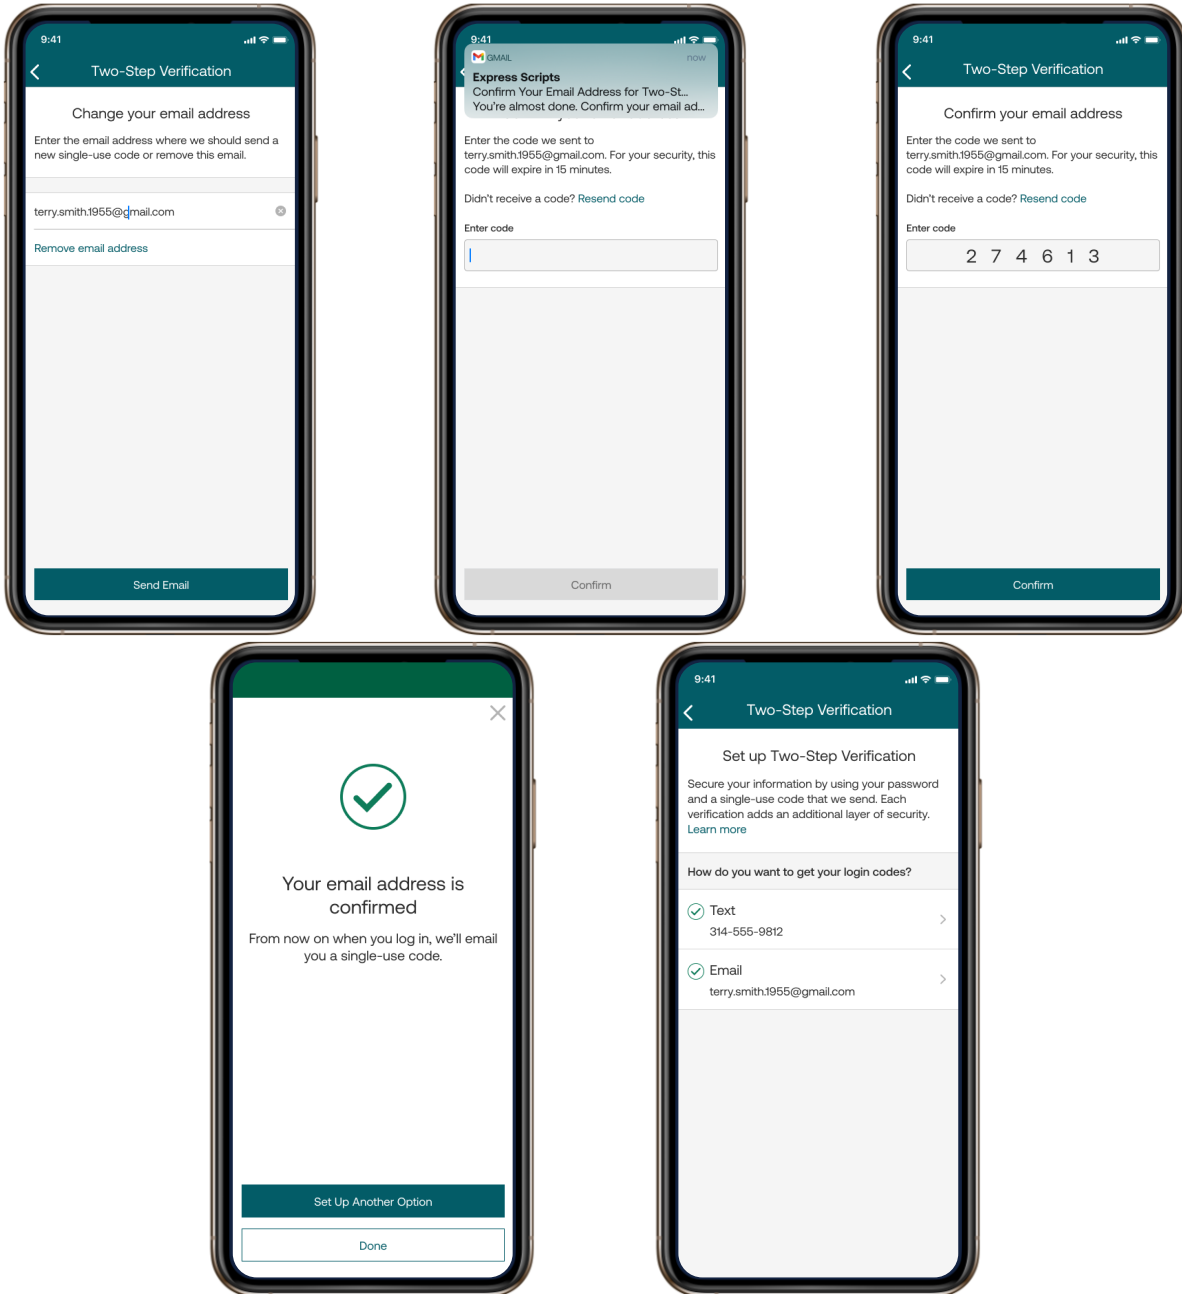 9:41
Two-Step Verification
Change your email address
Enter the email address where we should send a
new single-use code or remove this email.
terry.smith.1955@gmail.com
Remove email address
Send Email
9:41
GMAIL
now
Express Scripts
Confirm Your Email Address for Two-St...
You're almost done. Confirm your email ad...
Enter the code we sent to
terry.smith.1955@gmail.com. For your security, this
code will expire in 15 minutes.
Didn't receive a code? Resend code
Enter code
Confirm
9:41
Two-Step Verification
Confirm your email address
Enter the code we sent to
terry.smith.1955@gmail.com. For your security, this
code will expire in 15 minutes.
Didn't receive a code? Resend code
Enter code
2 7 4 6 1 3
Confirm
Your email address is
confirmed
From now on when you log in, we'll email
you a single-use code.
Set Up Another Option
Done
9:41
Two-Step Verification
Set up Two-Step Verification
Secure your information by using your password
and a single-use code that we send. Each
verification adds an additional layer of security.
Learn more
How do you want to get your login codes?
Text
314-555-9812
Email
terry.smith.1955@gmail.com